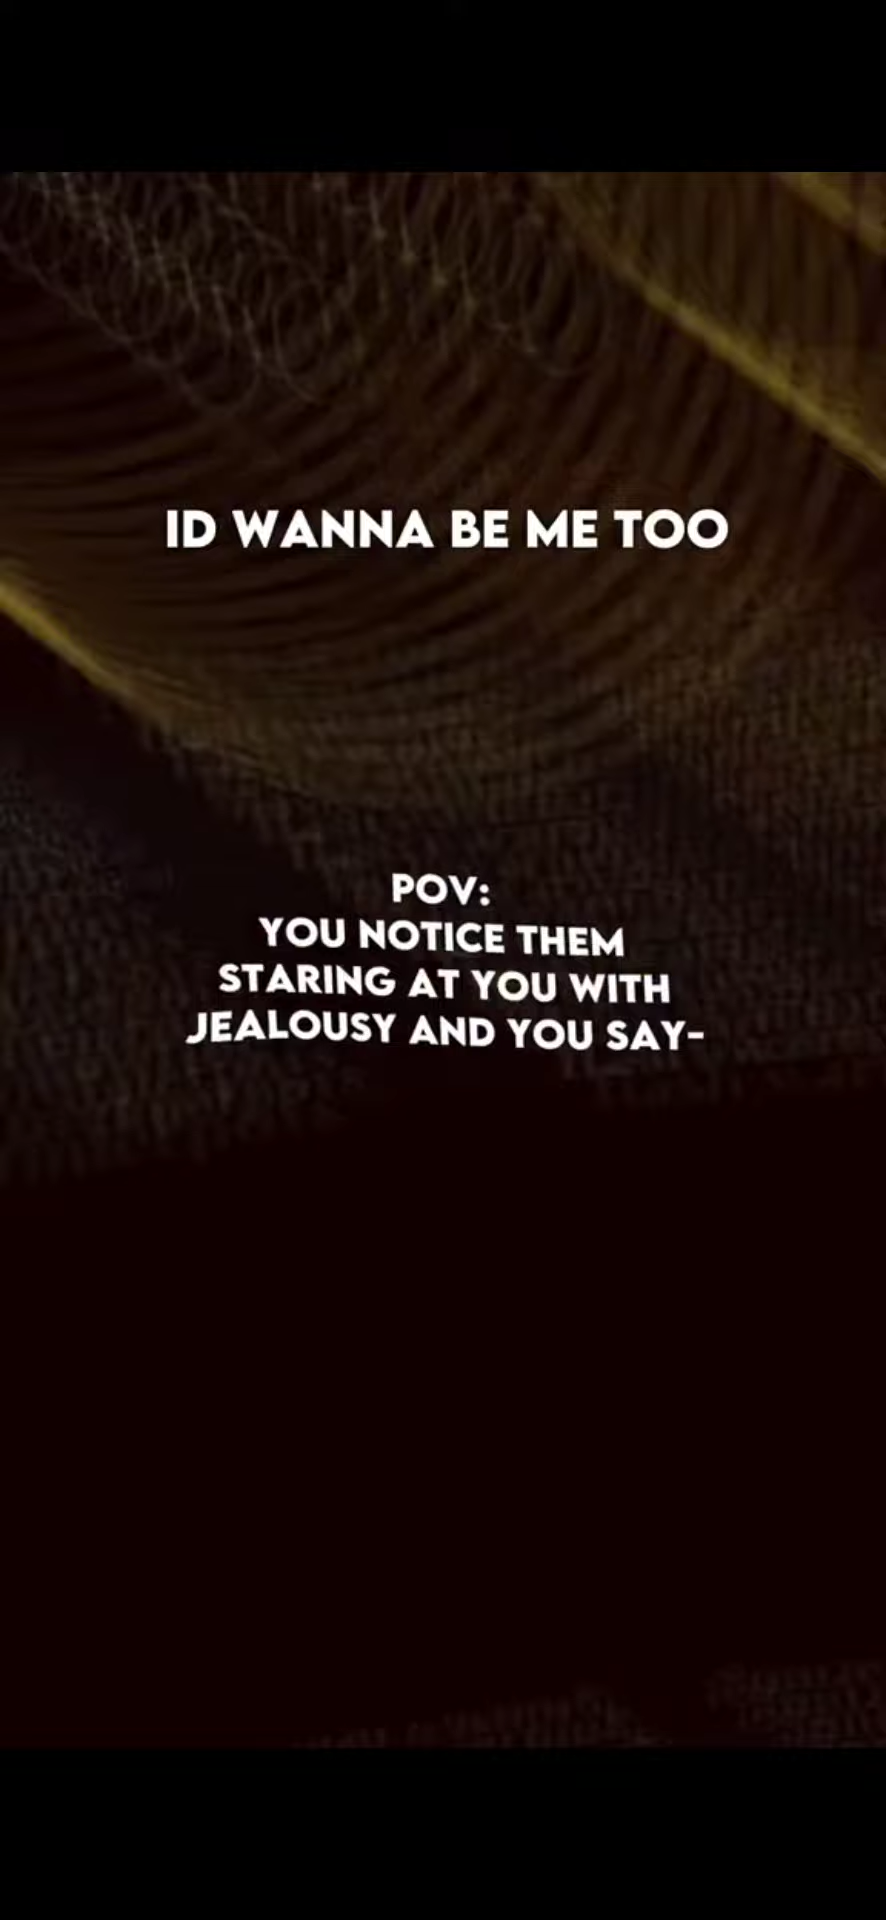 ID WANNA BE ME TOO
POV:
YOU NOTICE THEM
STARING AT YOU WITH
JEALOUSY AND YOU SAY-